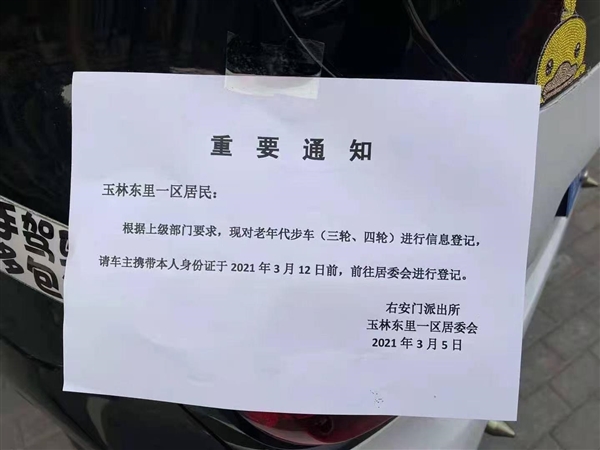 重要通知
玉林东里一区居民：
根据上级部门要求，现对老年代步车（三轮、四轮）进行信息登记，
请车主携带本人身份证于 2021 年 3 月 12 日前，前往居委会进行登记。
右安门派出所
玉林东里一区居委会
2021 年 3 月 5 日
驾
包